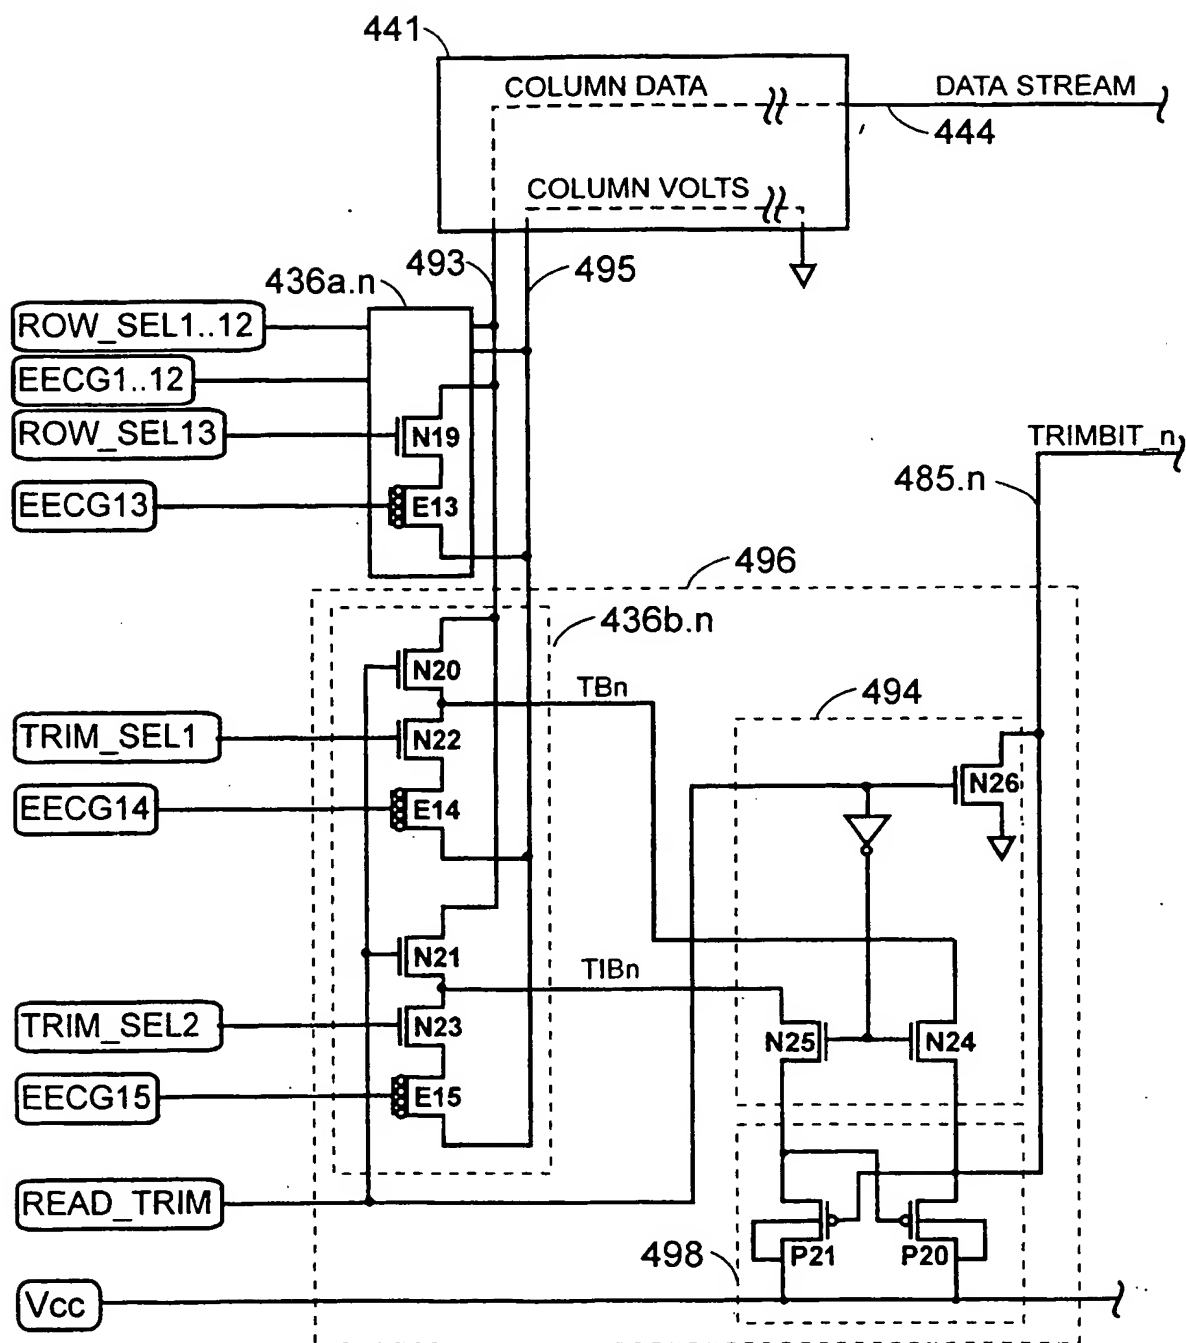 441
COLUMN DATA
DATA STREAM
444
COLUMN VOLTS
493
495
436a.n
ROW_SEL1..12
EECG1..12
ROW_SEL13
N19
EECG13
E13
TRIMBIT_n
485.n
496
436b.n
N20
TBn
494
TRIM_SEL1
N22
N26
EECG14
E14
N21
TIBn
TRIM_SEL2
N23
N25
N24
EECG15
E15
READ_TRIM
P21
P20
498
Vcc